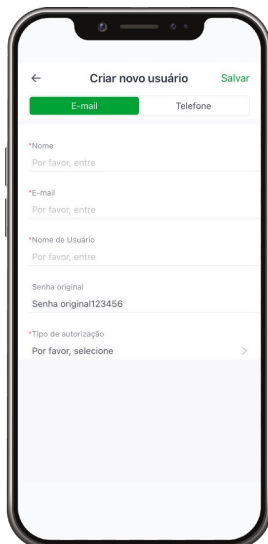 ← Criar novo usuário Salvar
E-mail Telefone
*Nome
Por favor, entre
*E-mail
Por favor, entre
*Nome de Usuário
Por favor, entre
Senha original
Senha original123456
*Tipo de autorização
Por favor, selecione >